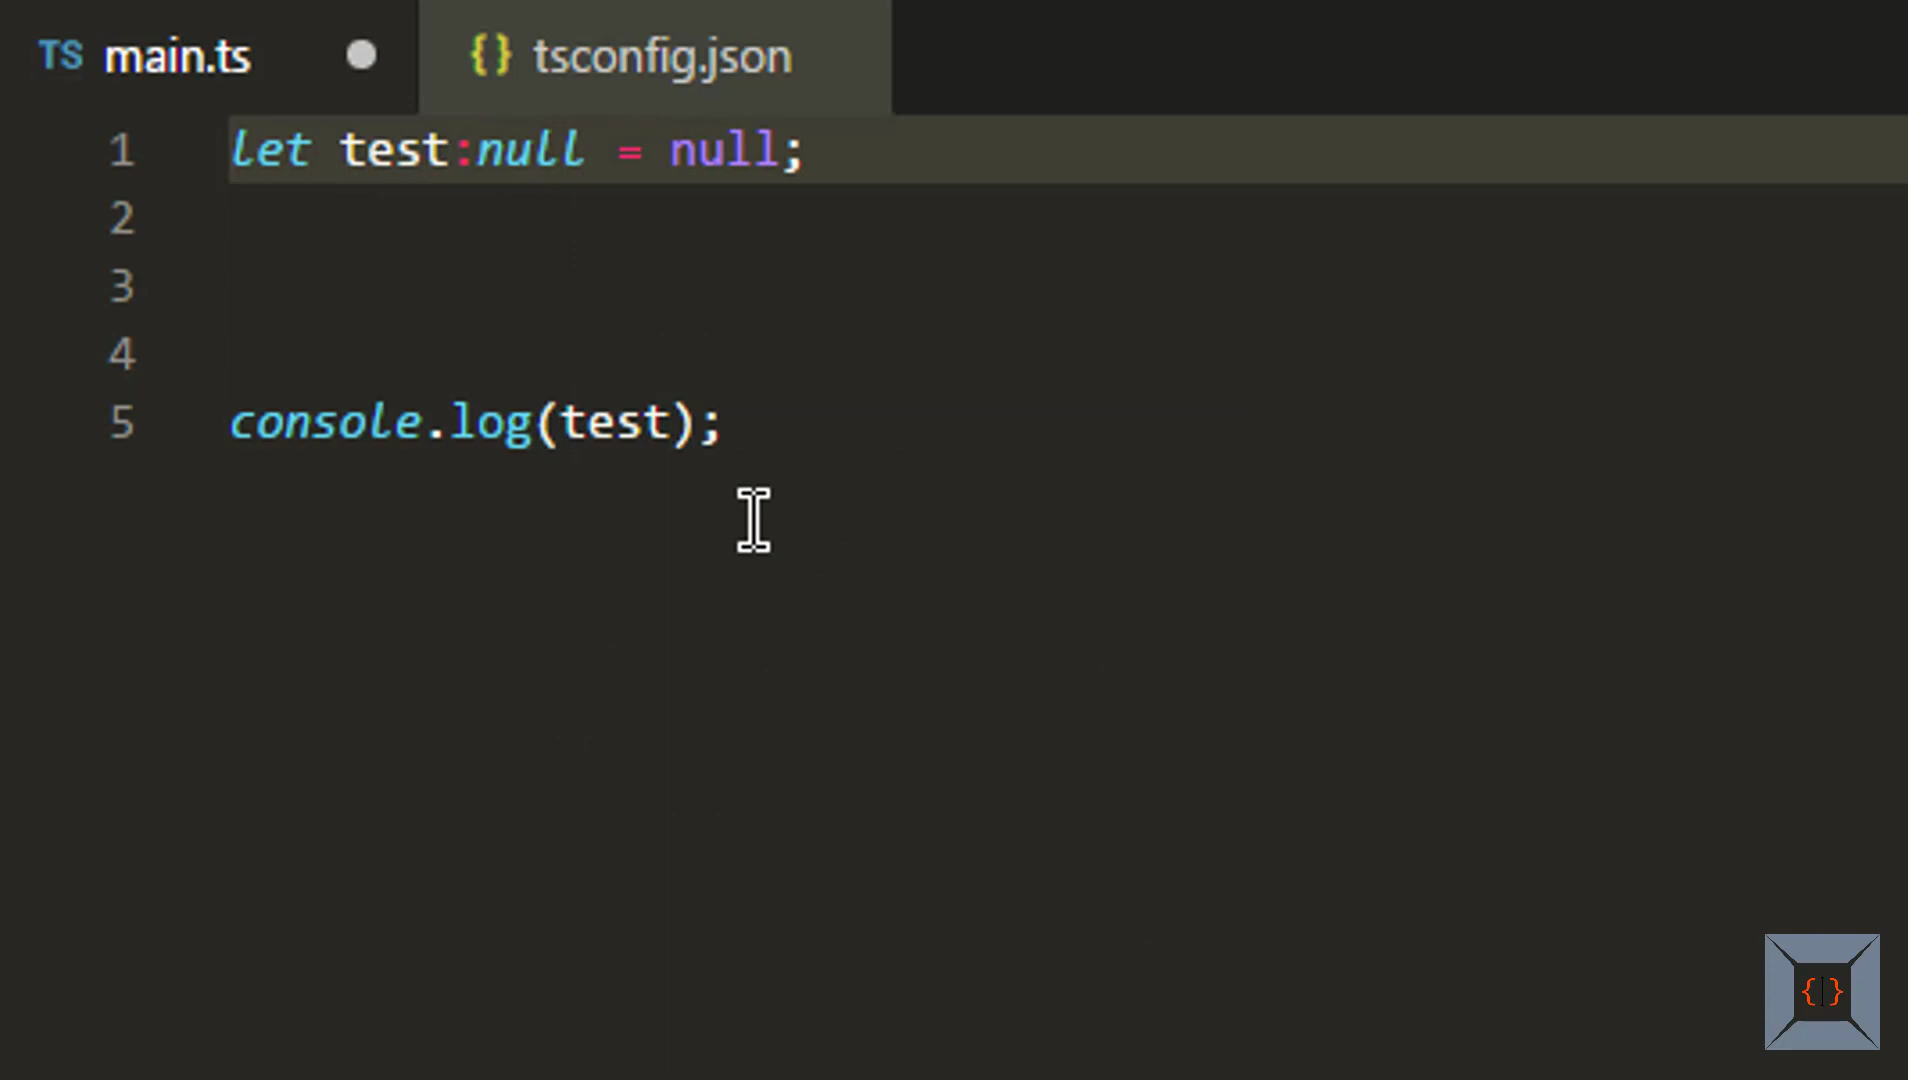 TS main.ts
{} tsconfig.json
1 let test:null = null;
2
3
4
5 console.log(test);
{|}